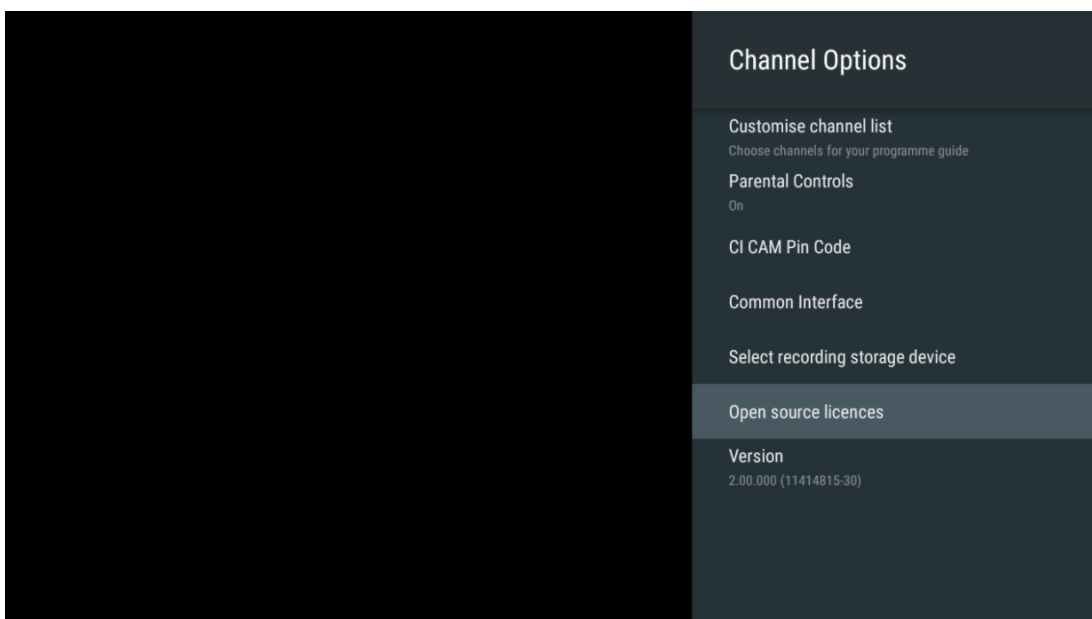 Channel Options
Customise channel list
Choose channels for your programme guide
Parental Controls
On
CI CAM Pin Code
Common Interface
Select recording storage device
Open source licences
Version
2.00.000 (11414815-30)